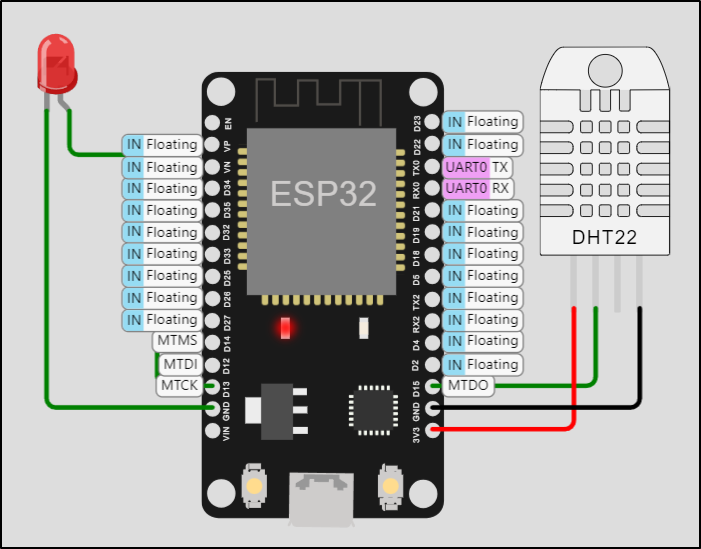 EN
IN Floating VP
IN Floating VN
IN Floating D34
IN Floating D35
IN Floating D32
IN Floating D33
IN Floating D25
IN Floating D26
IN Floating D27
MTMS D14
MTDI D12
MTCK D13
GND
VIN
ESP32
D23 IN Floating
D22 IN Floating
TX0 UART0 TX
RX0 UART0 RX
D21 IN Floating
D19 IN Floating
D18 IN Floating
D5 IN Floating
TX2 IN Floating
RX2 IN Floating
D4 IN Floating
D2 IN Floating
D15 MTDO
GND
3V3
DHT22